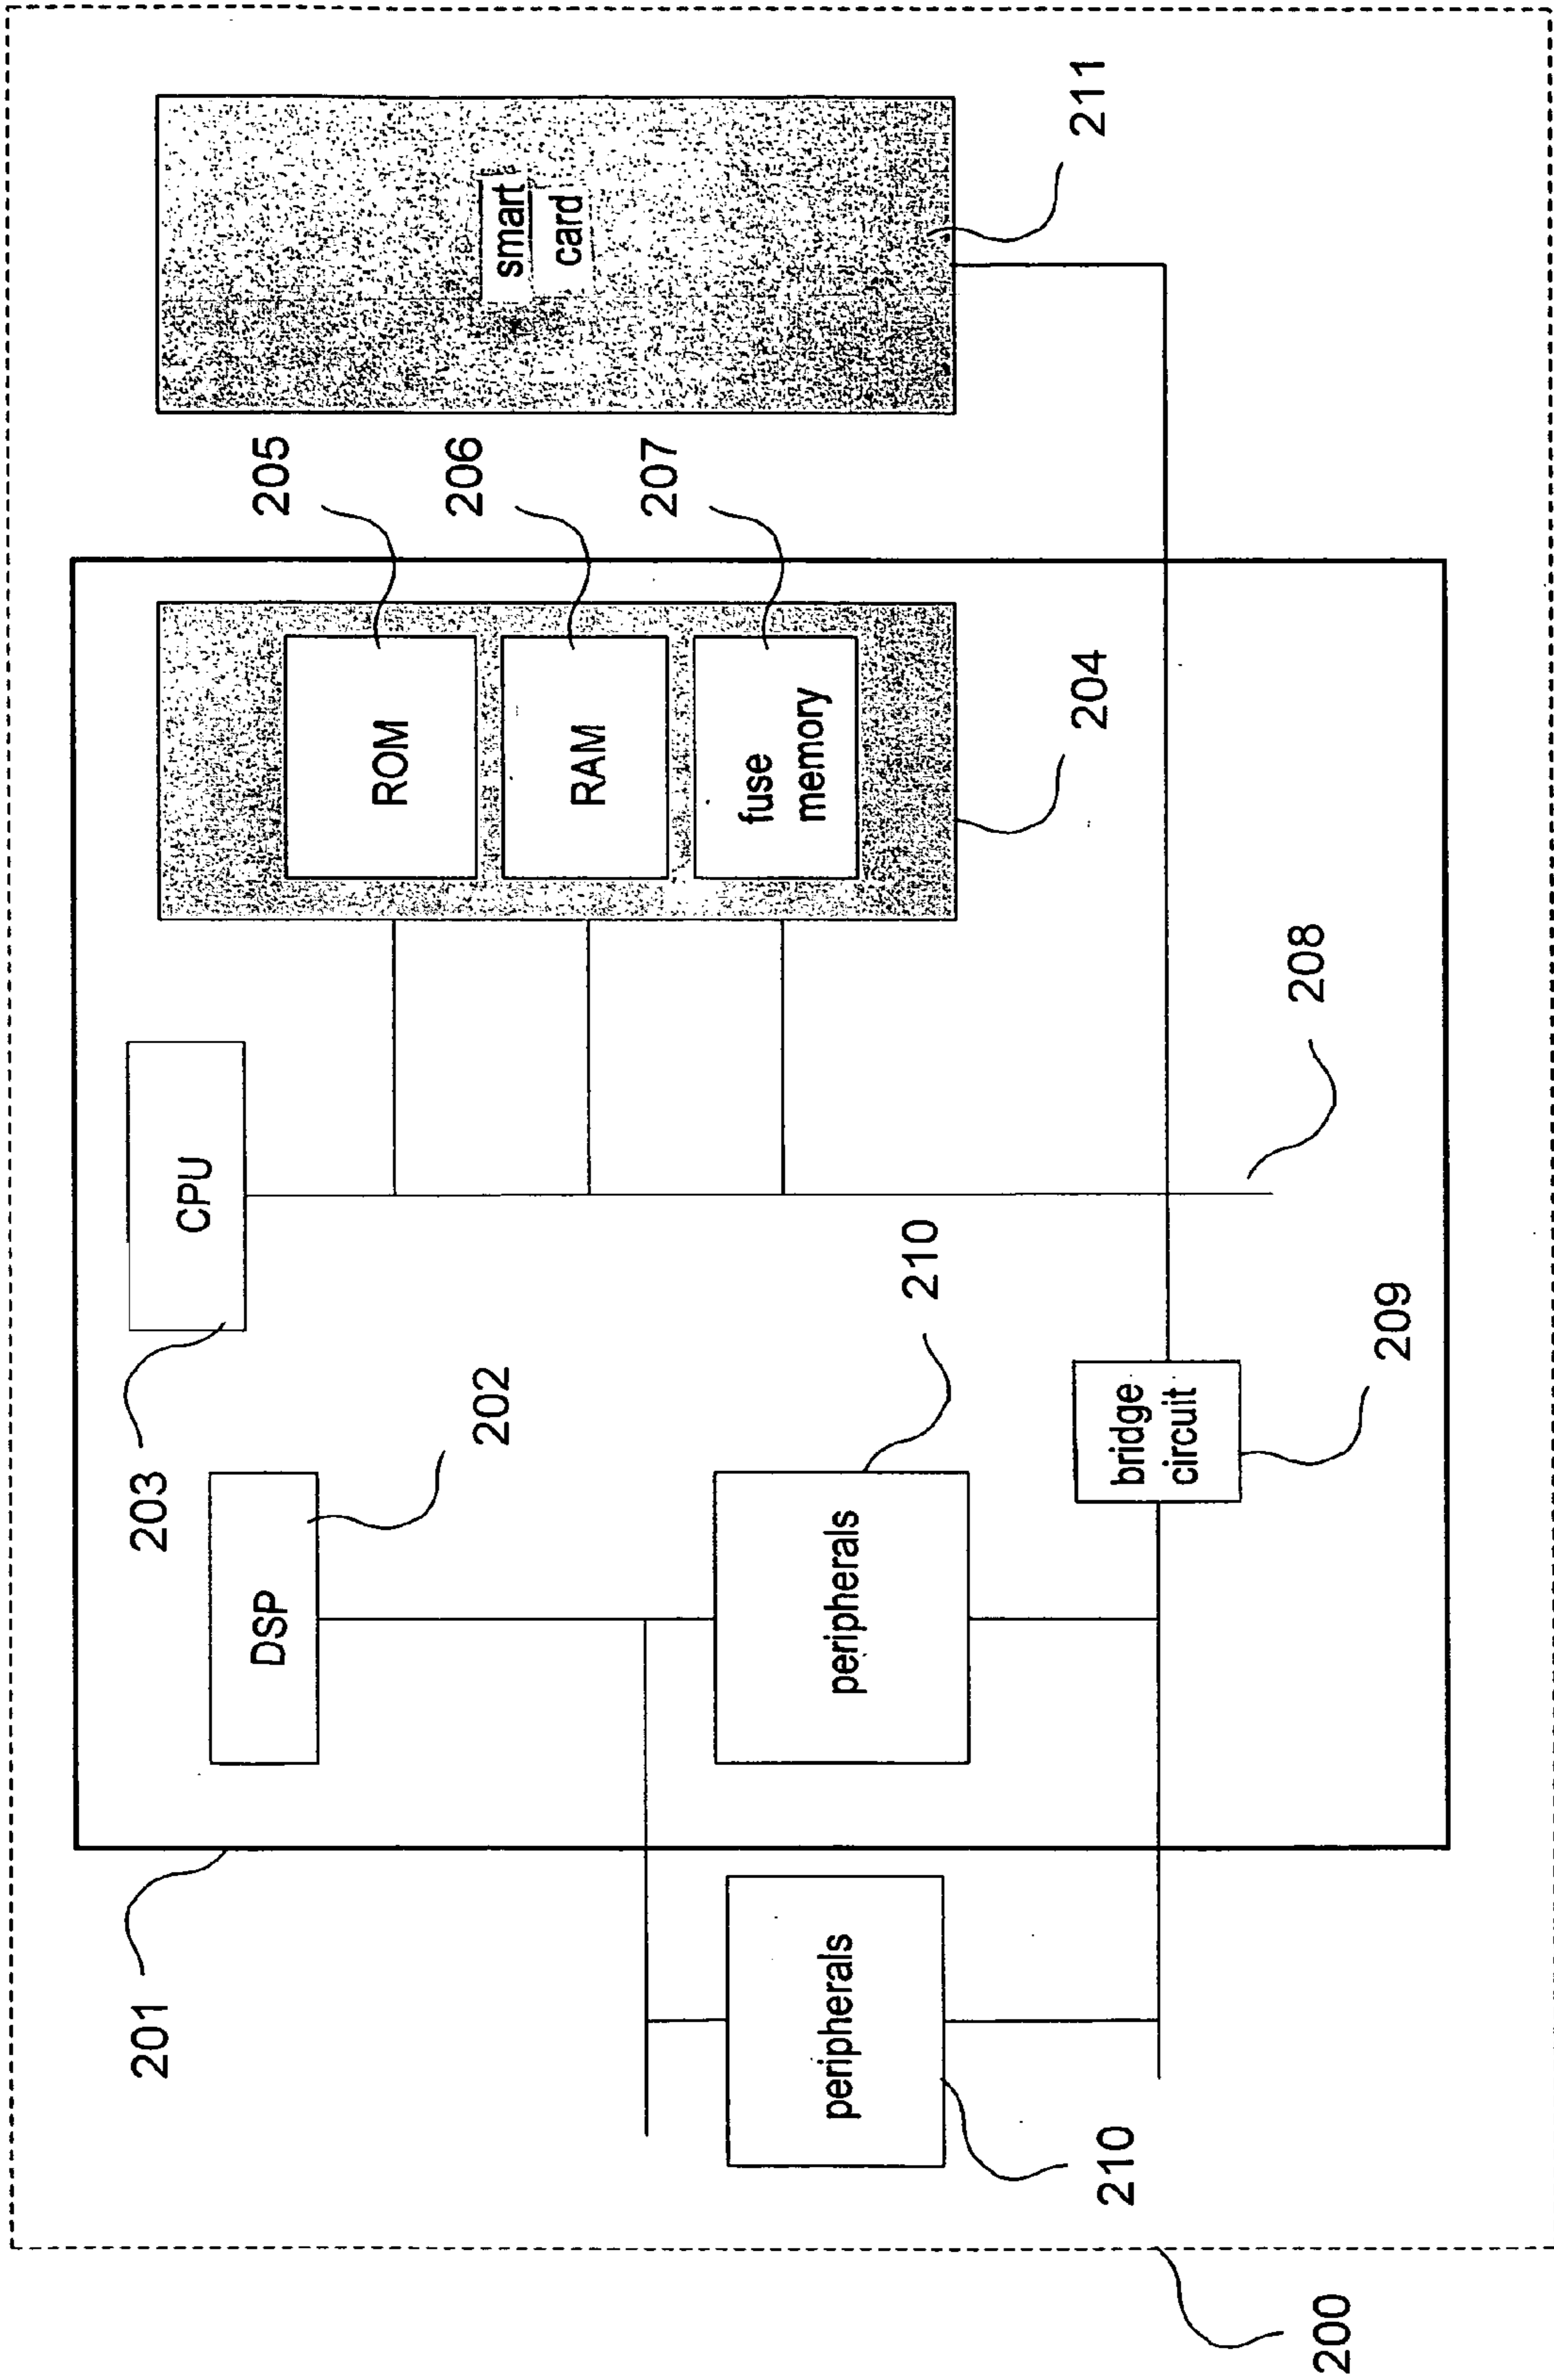 201
203
DSP
202
CPU
205
206
207
ROM
RAM
fuse
memory
204
smart
card
211
210
peripherals
210
peripherals
bridge
circuit
209
208
200